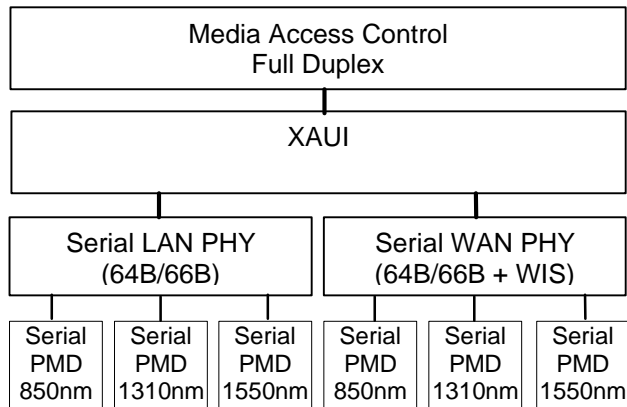 Media Access Control
Full Duplex
XAUI
Serial LAN PHY
(64B/66B)
Serial WAN PHY
(64B/66B + WIS)
Serial
PMD
850nm
Serial
PMD
1310nm
Serial
PMD
1550nm
Serial
PMD
850nm
Serial
PMD
1310nm
Serial
PMD
1550nm